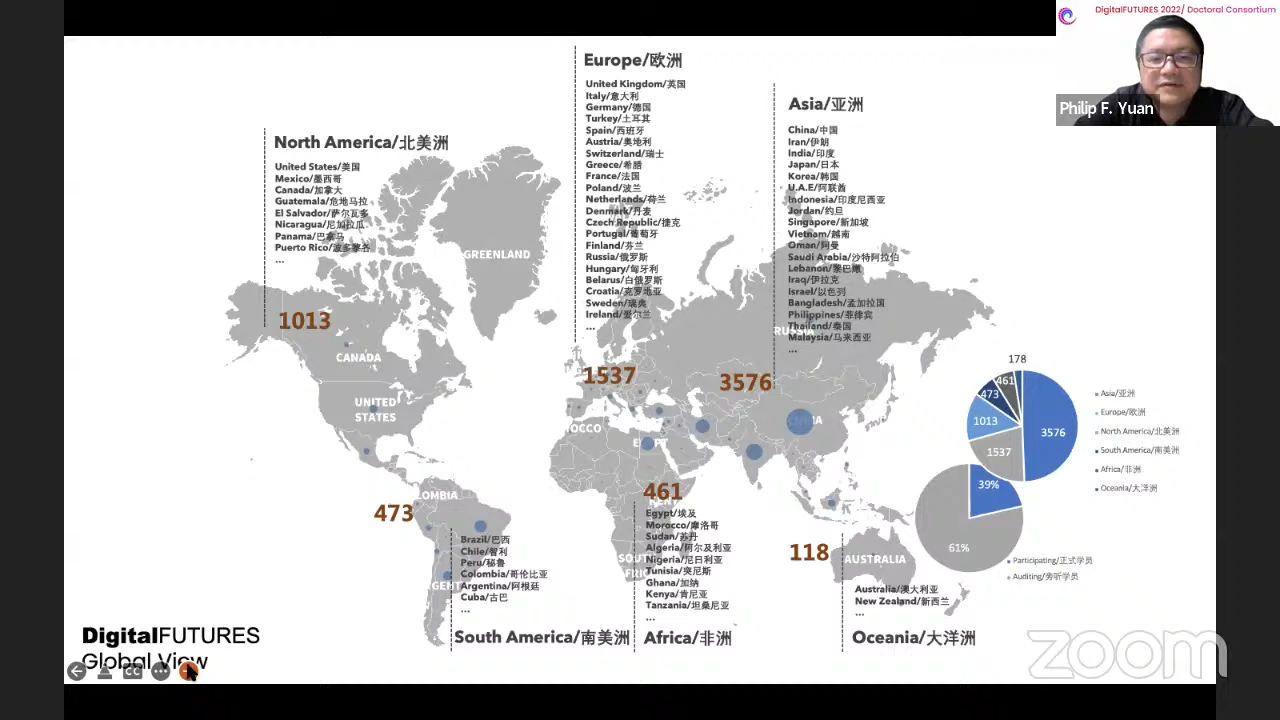 DigitalFUTURES 2022/ Doctoral Consortium
Philip F. Yuan
Europe/欧洲
United Kingdom/英国
Italy/意大利
Germany/德国
Turkey/土耳其
Spain/西班牙
Austria/奥地利
Switzerland/瑞士
Greece/希腊
France/法国
Poland/波兰
Netherlands/荷兰
Denmark/丹麦
Czech Republic/捷克
Portugal/葡萄牙
Finland/芬兰
Russia/俄罗斯
Hungary/匈牙利
Belarus/白俄罗斯
Croatia/克罗地亚
Sweden/瑞典
Ireland/爱尔兰
...
1537
Asia/亚洲
China/中国
Iran/伊朗
India/印度
Japan/日本
Korea/韩国
U.A.E/阿联酋
Indonesia/印度尼西亚
Jordan/约旦
Singapore/新加坡
Vietnam/越南
Oman/阿曼
Saudi Arabia/沙特阿拉伯
Lebanon/黎巴嫩
Iraq/伊拉克
Israel/以色列
Bangladesh/孟加拉国
Philippines/菲律宾
Thailand/泰国
Malaysia/马来西亚
...
3576
North America/北美洲
United States/美国
Mexico/墨西哥
Canada/加拿大
Guatemala/危地马拉
El Salvador/萨尔瓦多
Nicaragua/尼加拉瓜
Panama/巴拿马
Puerto Rico/波多黎各
...
1013
GREENLAND
CANADA
UNITED
STATES
RUSSIA
473
Brazil/巴西
Chile/智利
Peru/秘鲁
Colombia/哥伦比亚
Argentina/阿根廷
Cuba/古巴
...
South America/南美洲
461
Egypt/埃及
Morocco/摩洛哥
Sudan/苏丹
Algeria/阿尔及利亚
Nigeria/尼日利亚
Tunisia/突尼斯
Ghana/加纳
Kenya/肯尼亚
Tanzania/坦桑尼亚
...
Africa/非洲
118
AUSTRALIA
Australia/澳大利亚
New Zealand/新西兰
...
Oceania/大洋洲
178
461
473
1013
3576
1537
Asia/亚洲
Europe/欧洲
North America/北美洲
South America/南美洲
Africa/非洲
Oceania/大洋洲
39%
61%
Participating/正式学员
Auditing/旁听学员
DigitalFUTURES
Global View
CC
zoom